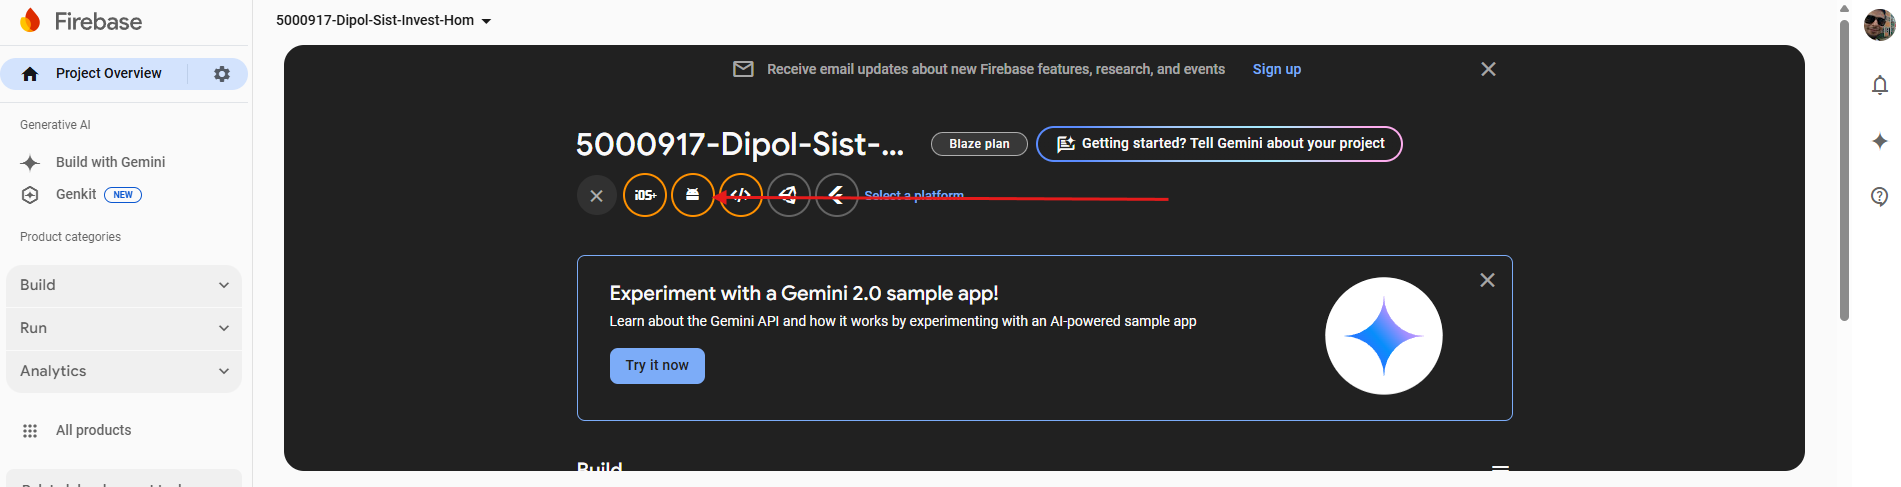 Firebase
5000917-Dipol-Sist-Invest-Hom
Project Overview
Receive email updates about new Firebase features, research, and events Sign up
Generative AI
Build with Gemini
Genkit NEW
5000917-Dipol-Sist-... Blaze plan Getting started? Tell Gemini about your project
iOS+ </> Select a platform
Product categories
Build
Run
Analytics
All products
Experiment with a Gemini 2.0 sample app!
Learn about the Gemini API and how it works by experimenting with an AI-powered sample app
Try it now
Build